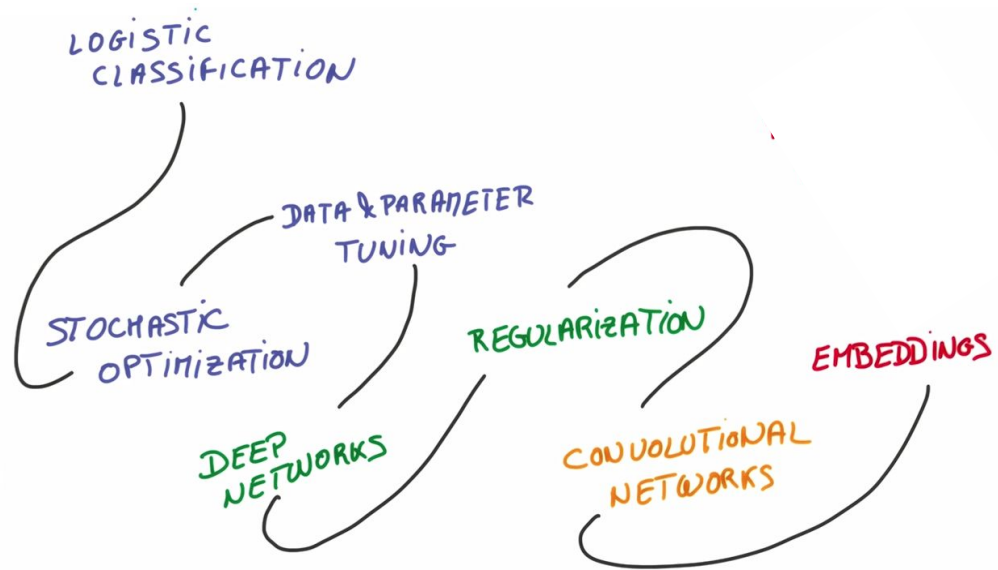 LOGISTIC
CLASSIFICATION
DATA & PARAMETER
TUNING
STOCHASTIC
OPTIMIZATION
REGULARIZATION
EMBEDDINGS
DEEP
NETWORKS
CONVOLUTIONAL
NETWORKS